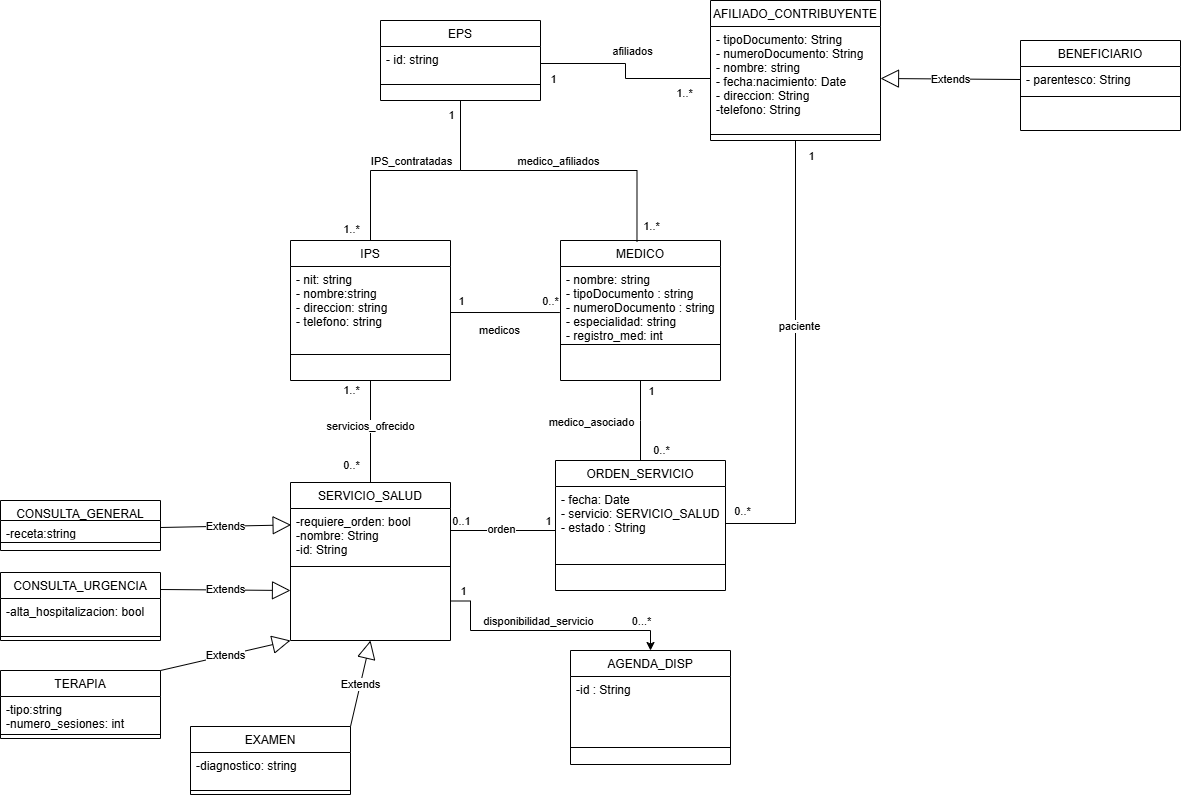 EPS
- id: string
1
afiliados
1..*
AFILIADO_CONTRIBUYENTE
- tipoDocumento: String
- numeroDocumento: String
- nombre: string
- fecha:nacimiento: Date
- direccion: String
-telefono: String
Extends
BENEFICIARIO
- parentesco: String
1
IPS_contratadas
medico_afiliados
1..*
1..*
1
paciente
0..*
IPS
- nit: string
- nombre:string
- direccion: string
- telefono: string
1
0..*
medicos
MEDICO
- nombre: string
- tipoDocumento : string
- numeroDocumento : string
- especialidad: string
- registro_med: int
1..*
servicios_ofrecido
0..*
1
medico_asociado
0..*
SERVICIO_SALUD
-requiere_orden: bool
-nombre: String
-id: String
0..1
orden
1
ORDEN_SERVICIO
- fecha: Date
- servicio: SERVICIO_SALUD
- estado : String
CONSULTA_GENERAL
-receta:string
Extends
CONSULTA_URGENCIA
-alta_hospitalizacion: bool
Extends
TERAPIA
-tipo:string
-numero_sesiones: int
Extends
EXAMEN
-diagnostico: string
Extends
1
disponibilidad_servicio
0...*
AGENDA_DISP
-id : String